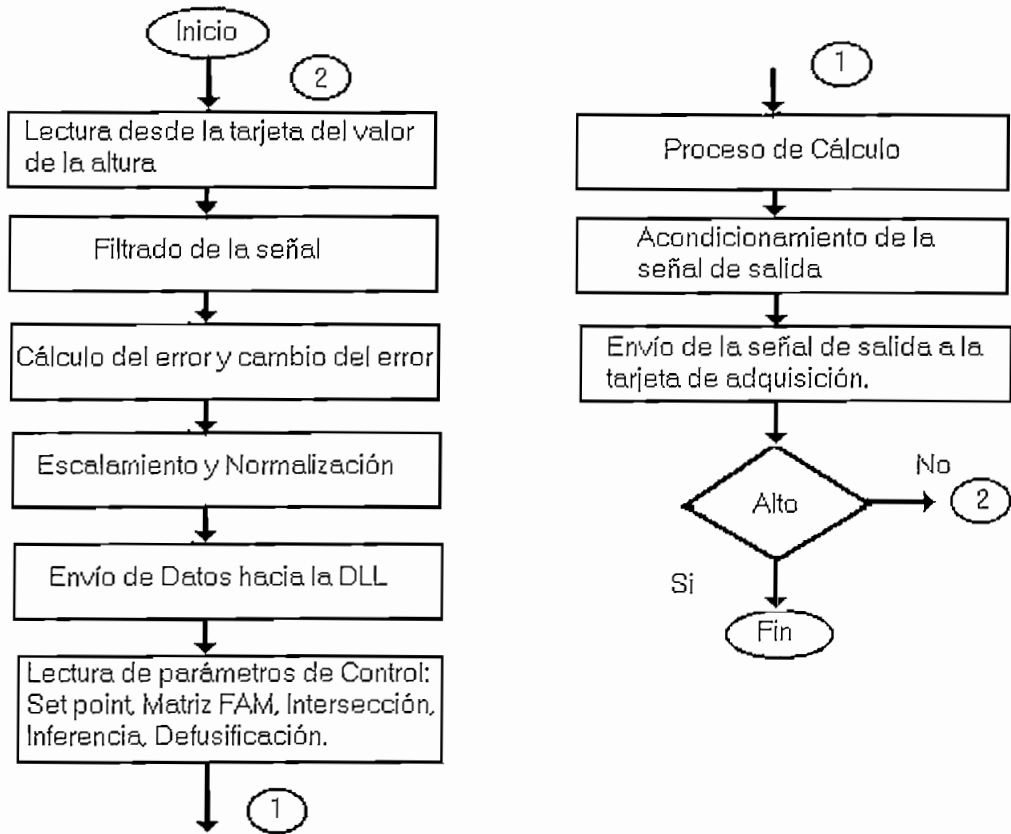 Inicio
2
Lectura desde la tarjeta del valor
de la altura
Filtrado de la señal
Cálculo del error y cambio del error
Escalamiento y Normalización
Envío de Datos hacia la DLL
Lectura de parámetros de Control:
Set point, Matriz FAM, Intersección,
Inferencia, Defusificación.
1
1
Proceso de Cálculo
Acondicionamiento de la
señal de salida
Envío de la señal de salida a la
tarjeta de adquisición.
Alto
No
2
Si
Fin